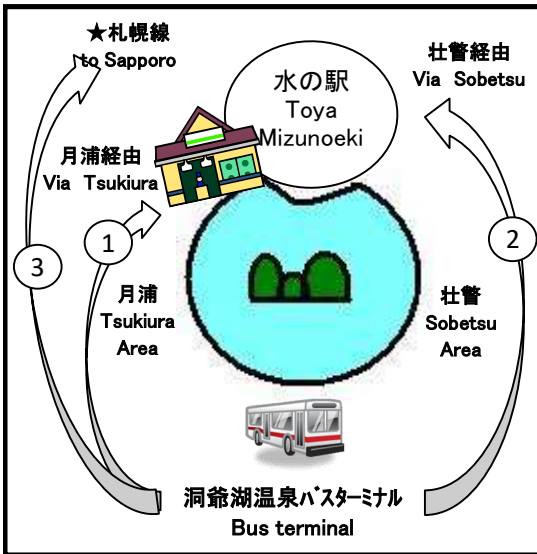 ★札幌線
to Sapporo
水の駅
Toya
Mizunoeki
壮瞥経由
Via Sobetsu
月浦経由
Via Tsukiura
1
2
3
月浦
Tsukiura
Area
壮瞥
Sobetsu
Area
洞爺湖温泉バスターミナル
Bus terminal